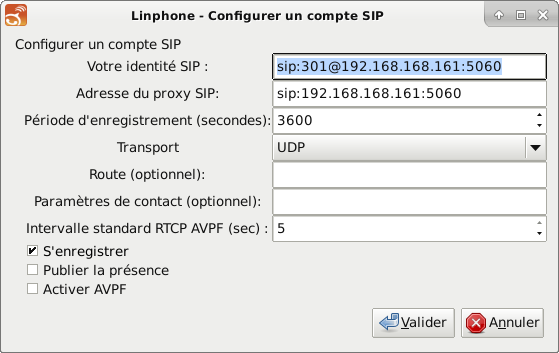 Linphone - Configurer un compte SIP
Configurer un compte SIP
Votre identité SIP : sip:301@192.168.168.161:5060
Adresse du proxy SIP: sip:192.168.168.161:5060
Période d'enregistrement (secondes): 3600
Transport UDP
Route (optionnel):
Paramètres de contact (optionnel):
Intervalle standard RTCP AVPF (sec) : 5
S'enregistrer
Publier la présence
Activer AVPF
Valider Annuler